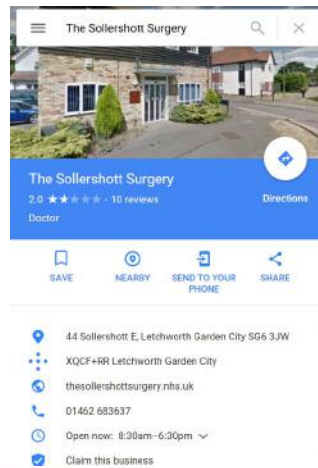 The Sollershott Surgery
The Sollershott Surgery
2.0 ★★★★★ · 10 reviews
Directions
Doctor
SAVE NEARBY SEND TO YOUR SHARE
PHONE
44 Sollershott E, Letchworth Garden City SG6 3JW
XQCF+RR Letchworth Garden City
thesollershottsurgery.nhs.uk
01462 683637
Open now: 8:30am–6:30pm
Claim this business